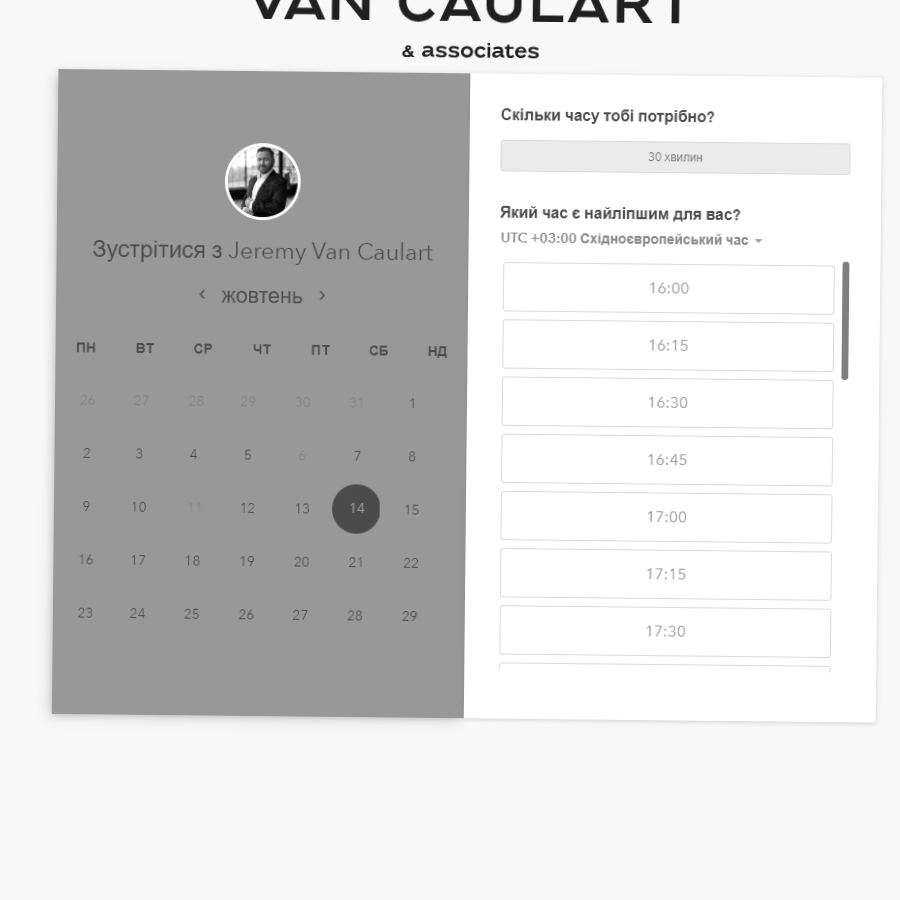 VAN CAULART
& associates
Зустрітися з Jeremy Van Caulart
жовтень
ПН ВТ СР ЧТ ПТ СБ НД
26 27 28 29 30 31 1
2 3 4 5 6 7 8
9 10 11 12 13 14 15
16 17 18 19 20 21 22
23 24 25 26 27 28 29
Скільки часу тобі потрібно?
30 хвилин
Який час є найліпшим для вас?
UTC +03:00 Східноєвропейський час
16:00
16:15
16:30
16:45
17:00
17:15
17:30